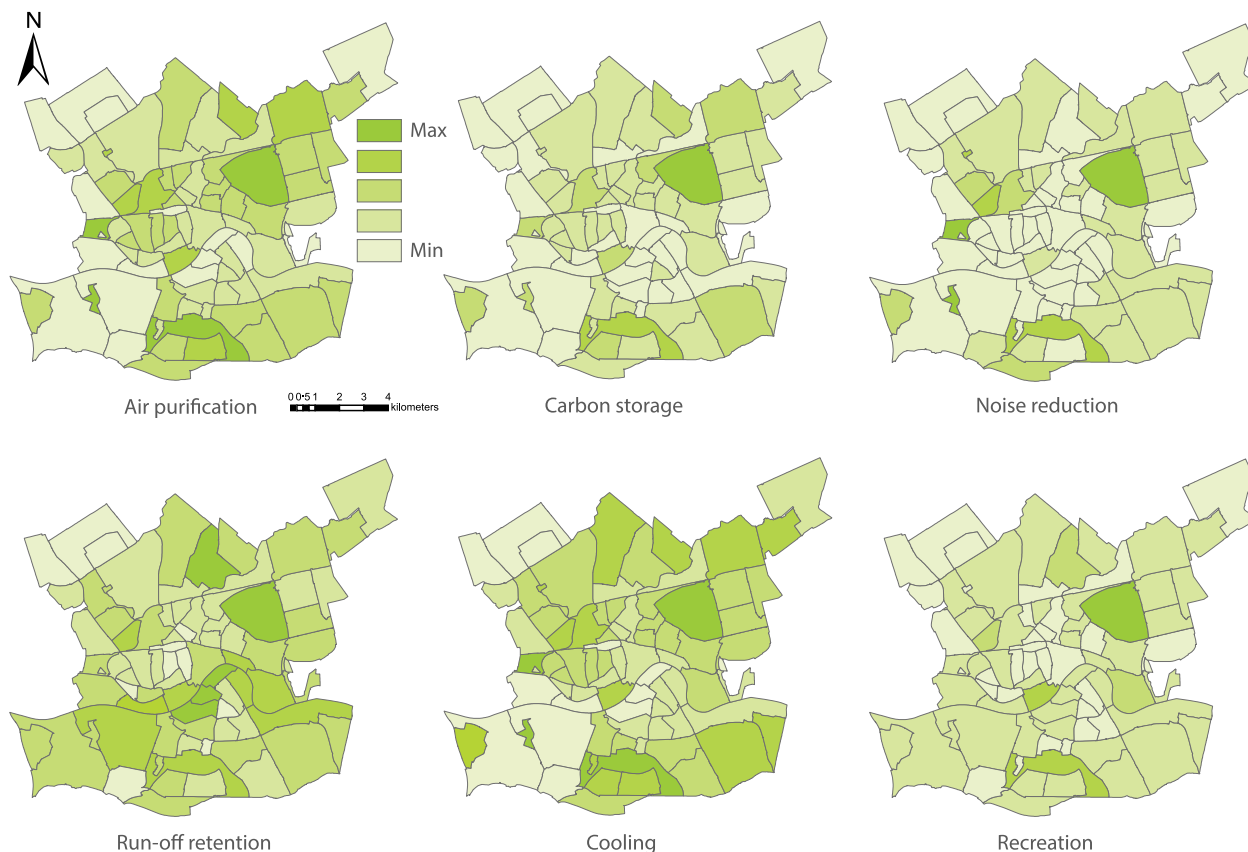 N
Max
Min
Air purification
0 0·5 1 2 3 4
kilometers
Carbon storage
Noise reduction
Run-off retention
Cooling
Recreation